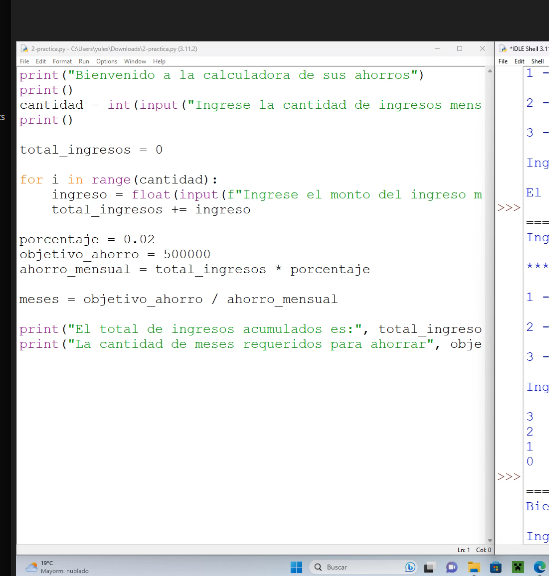 2-practica.py - C:\Users\yulei\Downloads\2-practica.py (3.11.2)
File Edit Format Run Options Window Help
print("Bienvenido a la calculadora de sus ahorros")
print()
cantidad = int(input("Ingrese la cantidad de ingresos mens
print()
total_ingresos = 0
for i in range(cantidad):
ingreso = float(input(f"Ingrese el monto del ingreso m
total_ingresos += ingreso
porcentaje = 0.02
objetivo_ahorro = 500000
ahorro_mensual = total_ingresos * porcentaje
meses = objetivo_ahorro / ahorro_mensual
print("El total de ingresos acumulados es:", total_ingreso
print("La cantidad de meses requeridos para ahorrar", obje
Ln: 1 Col: 0
*IDLE Shell 3.11
File Edit Shell
1 -
2 -
3 -
Ing
El
>>>
===
Ing
***
1 -
2 -
3 -
Ing
3
2
1
0
>>>
===
Bie
Ing
s
19°C
Mayorm. nublado
Buscar